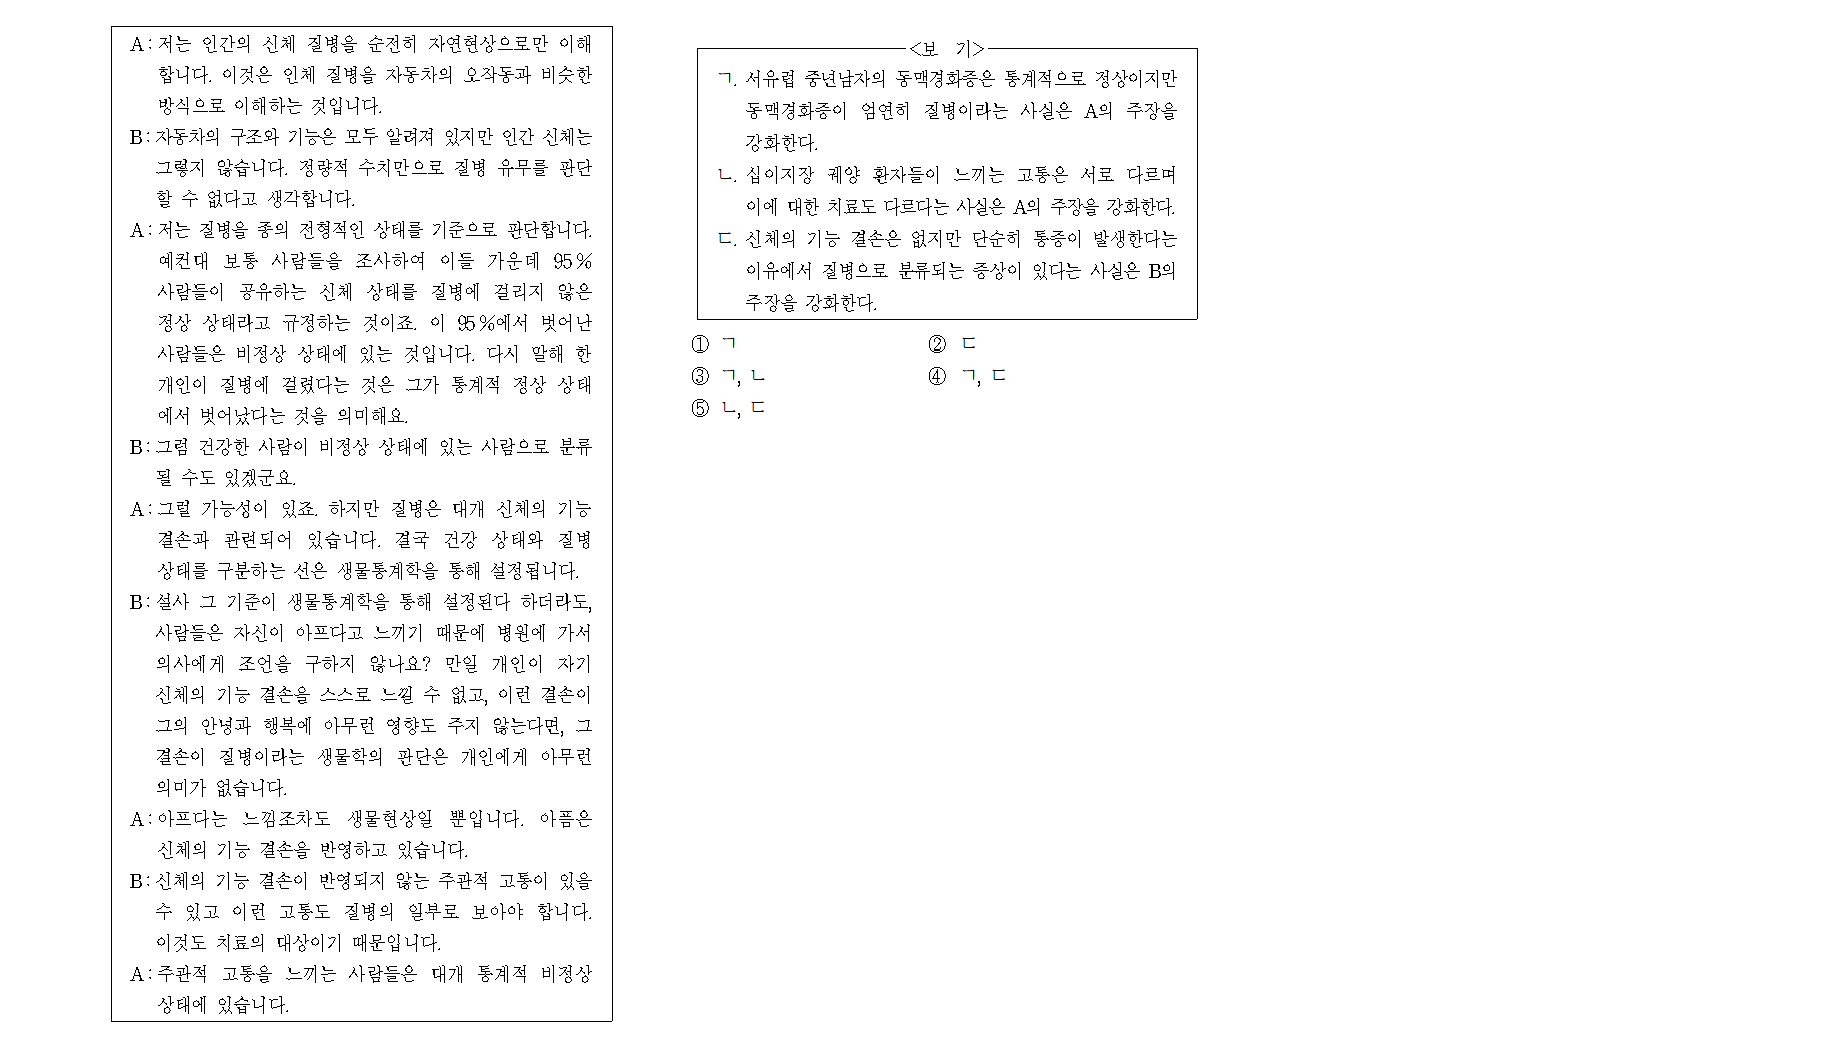 A : 저는 인간의 신체 질병을 순전히 자연현상으로만 이해
합니다. 이것은 인체 질병을 자동차의 오작동과 비슷한
방식으로 이해하는 것입니다.
B : 자동차의 구조와 기능은 모두 알려져 있지만 인간 신체는
그렇지 않습니다. 정량적 수치만으로 질병 유무를 판단
할 수 없다고 생각합니다.
A : 저는 질병을 종의 전형적인 상태를 기준으로 판단합니다.
예컨대 보통 사람들을 조사하여 이들 가운데 95 %
사람들이 공유하는 신체 상태를 질병에 걸리지 않은
정상 상태라고 규정하는 것이죠. 이 95 %에서 벗어난
사람들은 비정상 상태에 있는 것입니다. 다시 말해 한
개인이 질병에 걸렸다는 것은 그가 통계적 정상 상태
에서 벗어났다는 것을 의미해요.
B : 그럼 건강한 사람이 비정상 상태에 있는 사람으로 분류
될 수도 있겠군요.
A : 그럴 가능성이 있죠. 하지만 질병은 대개 신체의 기능
결손과 관련되어 있습니다. 결국 건강 상태와 질병
상태를 구분하는 선은 생물통계학을 통해 설정됩니다.
B : 설사 그 기준이 생물통계학을 통해 설정된다 하더라도,
사람들은 자신이 아프다고 느끼기 때문에 병원에 가서
의사에게 조언을 구하지 않나요? 만일 개인이 자기
신체의 기능 결손을 스스로 느낄 수 없고, 이런 결손이
그의 안녕과 행복에 아무런 영향도 주지 않는다면, 그
결손이 질병이라는 생물학의 판단은 개인에게 아무런
의미가 없습니다.
A : 아프다는 느낌조차도 생물현상일 뿐입니다. 아픔은
신체의 기능 결손을 반영하고 있습니다.
B : 신체의 기능 결손이 반영되지 않는 주관적 고통이 있을
수 있고 이런 고통도 질병의 일부로 보아야 합니다.
이것도 치료의 대상이기 때문입니다.
A : 주관적 고통을 느끼는 사람들은 대개 통계적 비정상
상태에 있습니다.
<보 기>
ㄱ. 서유럽 중년남자의 동맥경화증은 통계적으로 정상이지만
동맥경화증이 엄연히 질병이라는 사실은 A의 주장을
강화한다.
ㄴ. 십이지장 궤양 환자들이 느끼는 고통은 서로 다르며
이에 대한 치료도 다르다는 사실은 A의 주장을 강화한다.
ㄷ. 신체의 기능 결손은 없지만 단순히 통증이 발생한다는
이유에서 질병으로 분류되는 증상이 있다는 사실은 B의
주장을 강화한다.
① ㄱ ② ㄷ
③ ㄱ, ㄴ ④ ㄱ, ㄷ
⑤ ㄴ, ㄷ